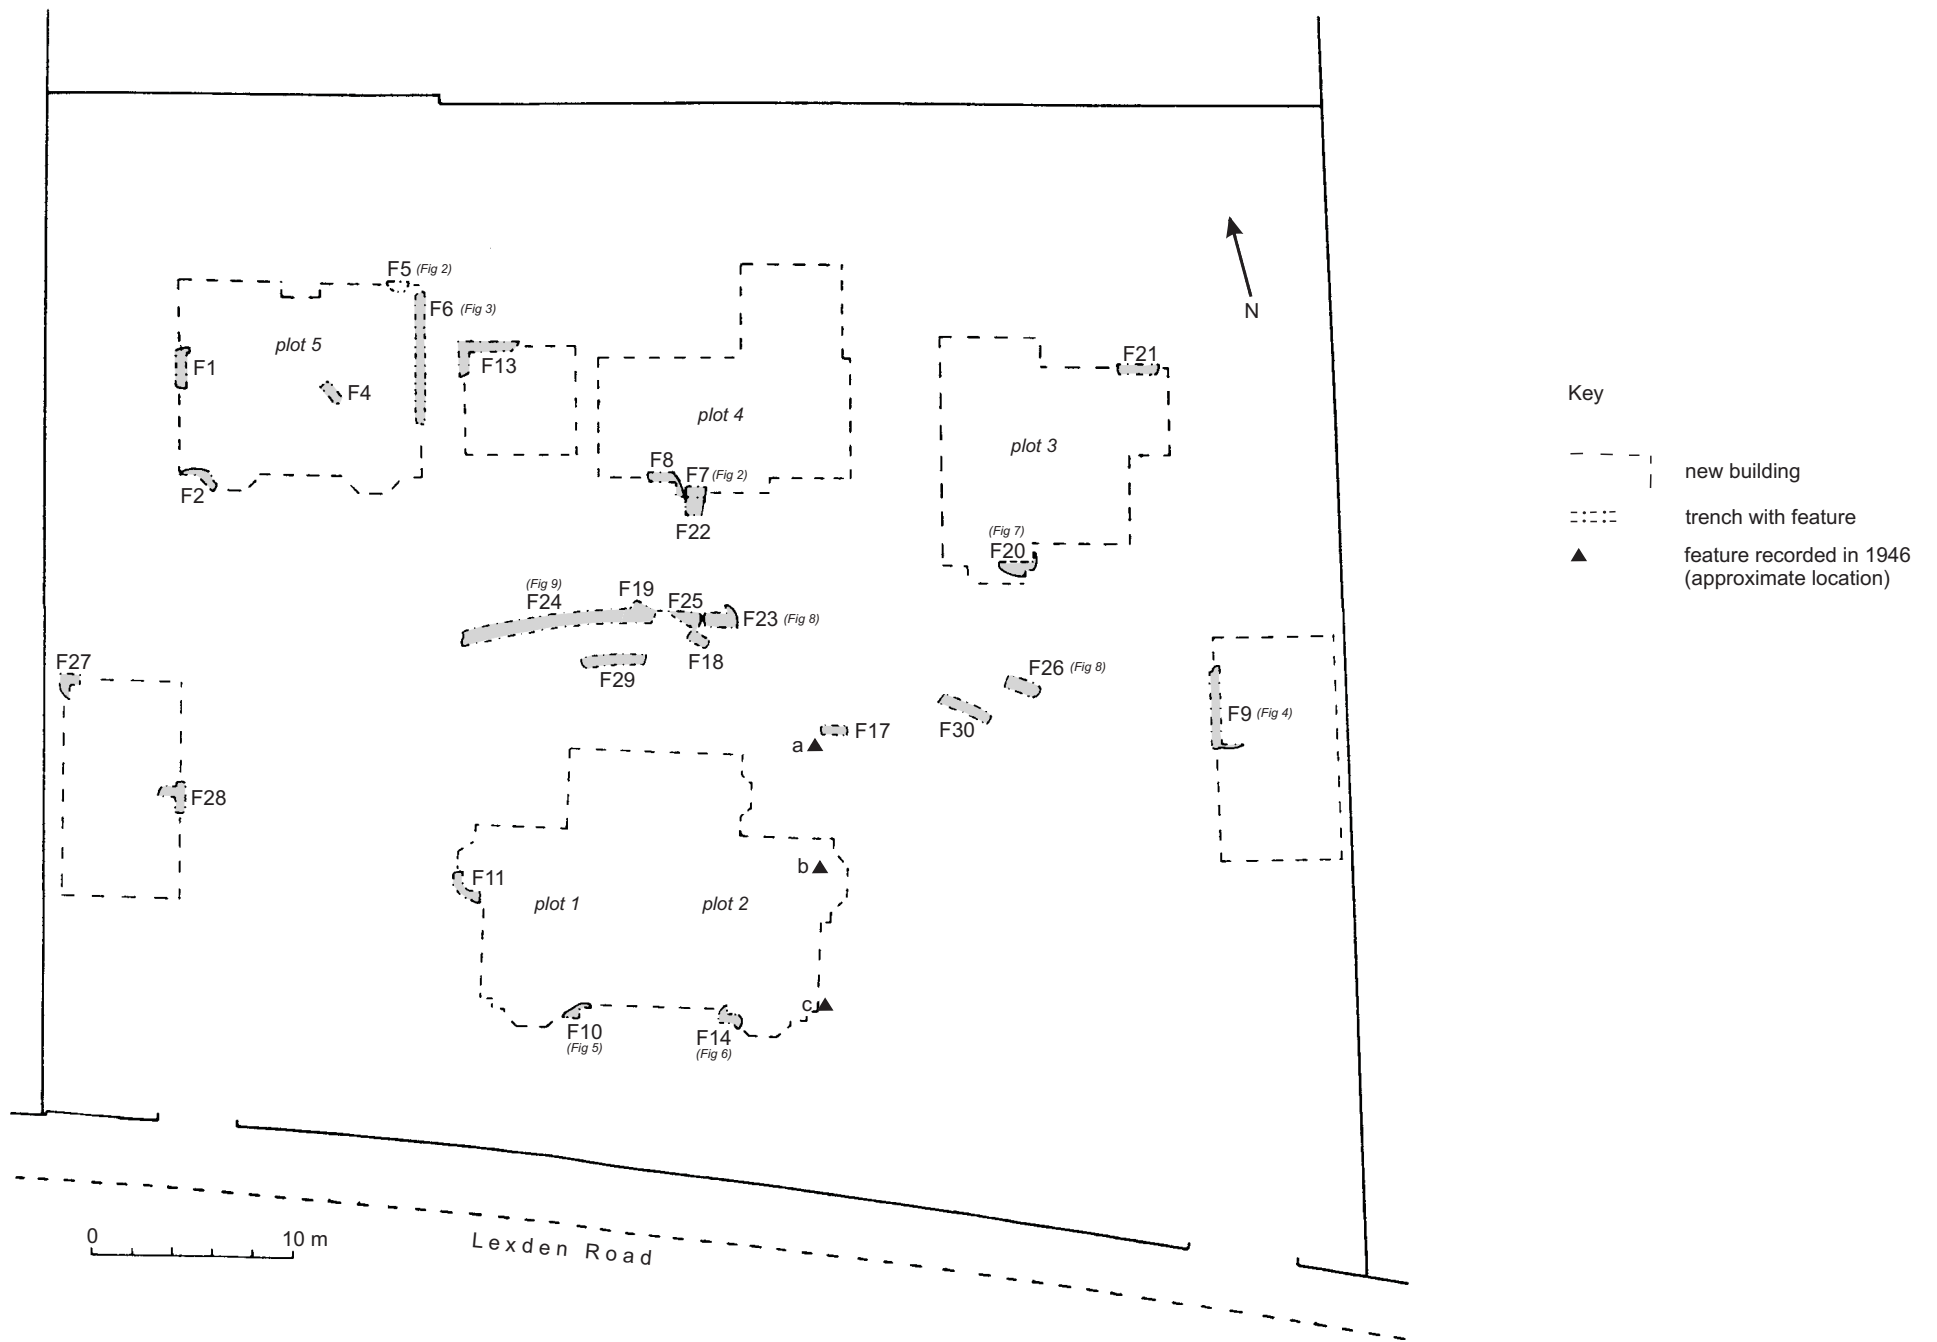 F5 (Fig 2)
F6 (Fig 3)
N
plot 5
F13
F1
F4
F21
plot 4
plot 3
Key
new building
trench with feature
feature recorded in 1946
(approximate location)
F2
F8
F7 (Fig 2)
F22
(Fig 7)
F20
(Fig 9)
F24
F19
F25
F23 (Fig 8)
F18
F29
F27
F26 (Fig 8)
F30
F9 (Fig 4)
F17
a
F28
b
F11
plot 1
plot 2
c
F10
(Fig 5)
F14
(Fig 6)
0
10 m
Lexden Road